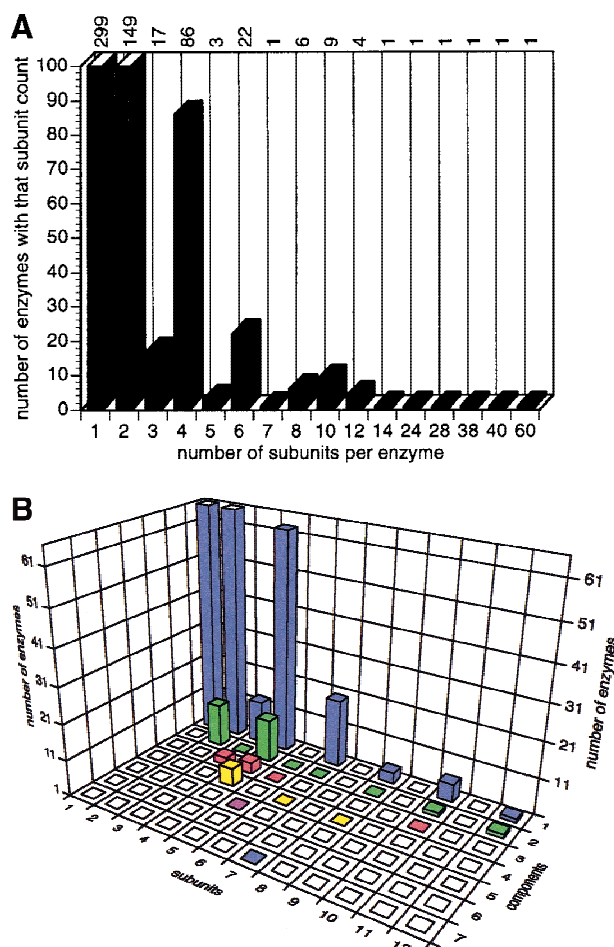 A
299 149 17 86 3 22 1 6 9 4 1 1 1 1 1 1
number of enzymes with that subunit count
100
90
80
70
60
50
40
30
20
10
0
1 2 3 4 5 6 7 8 10 12 14 24 28 38 40 60
number of subunits per enzyme
B
number of enzymes
61
51
41
31
21
11
1
61
51
41
31
21
11
number of enzymes
1 2 3 4 5 6 7 8 9 10 11
subunits
1 2 3 4 5 6 7
components